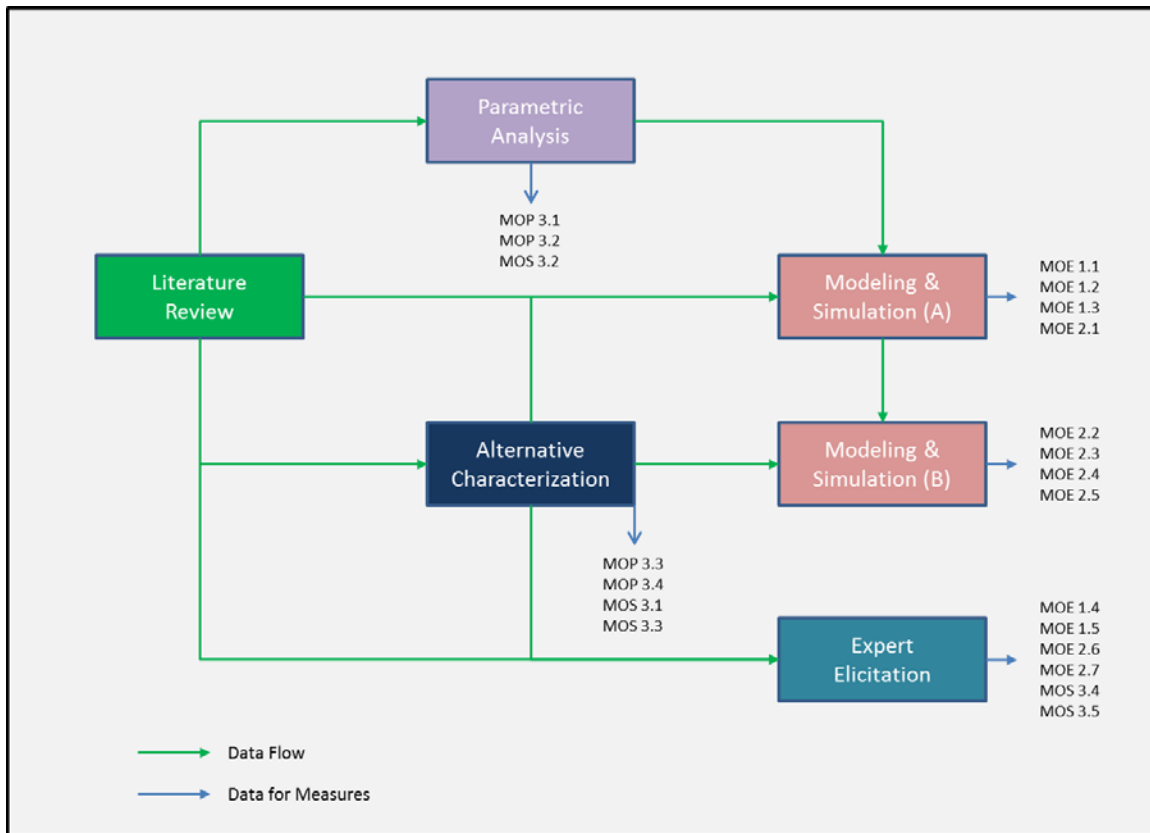 Parametric
Analysis
MOP 3.1
MOP 3.2
MOS 3.2
Literature
Review
Modeling &
Simulation (A)
MOE 1.1
MOE 1.2
MOE 1.3
MOE 2.1
Alternative
Characterization
Modeling &
Simulation (B)
MOE 2.2
MOE 2.3
MOE 2.4
MOE 2.5
MOP 3.3
MOP 3.4
MOS 3.1
MOS 3.3
Expert
Elicitation
MOE 1.4
MOE 1.5
MOE 2.6
MOE 2.7
MOS 3.4
MOS 3.5
Data Flow
Data for Measures